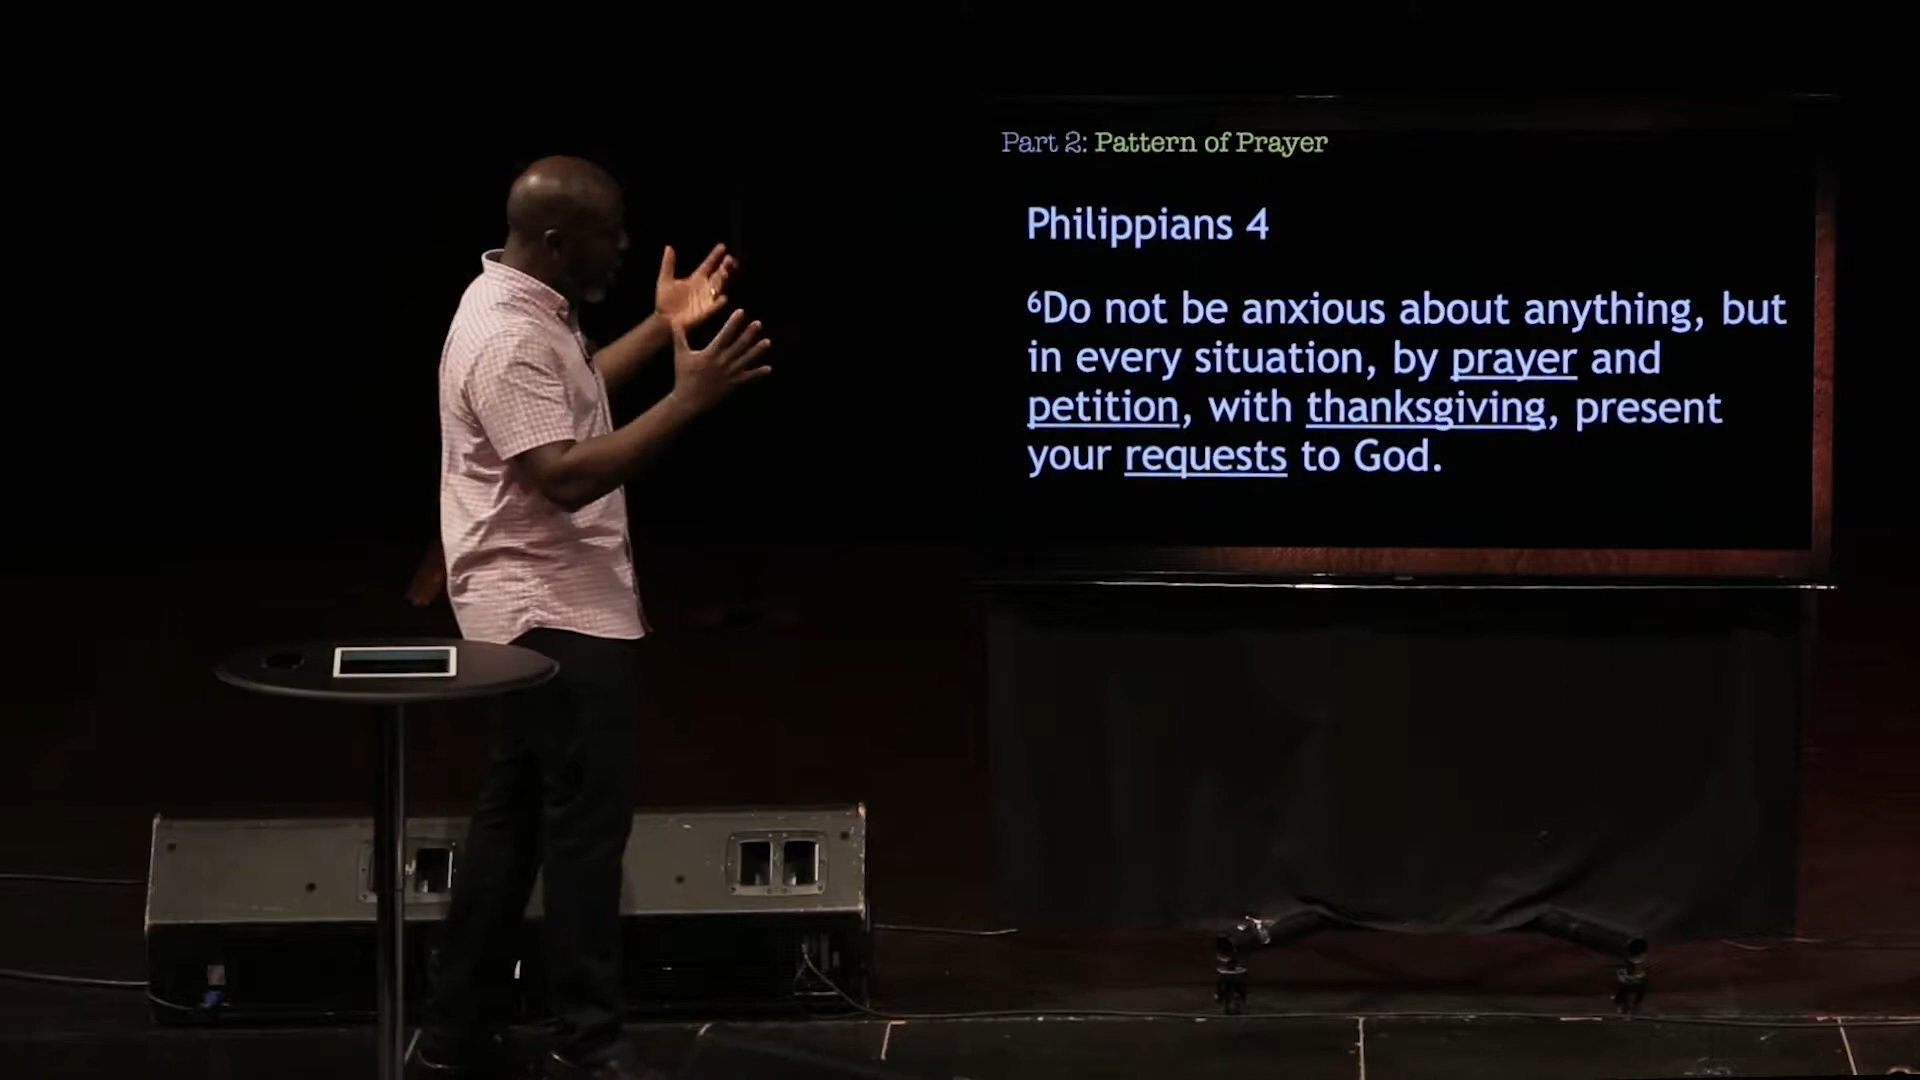 Part 2: Pattern of Prayer
Philippians 4
⁶Do not be anxious about anything, but
in every situation, by prayer and
petition, with thanksgiving, present
your requests to God.